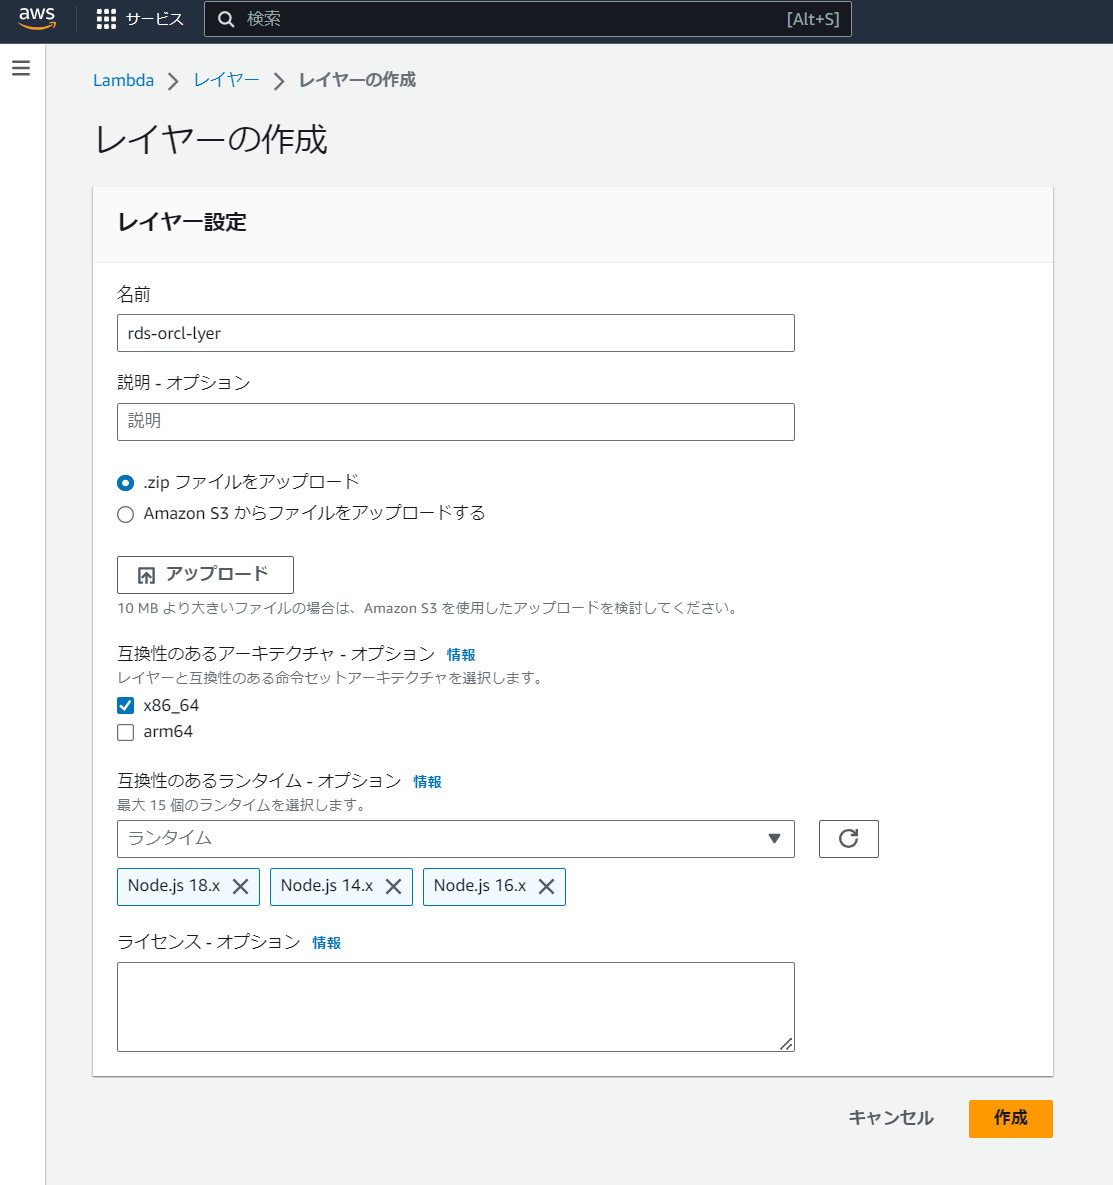 aws サービス 検索 [Alt+S]
Lambda レイヤー レイヤーの作成
レイヤーの作成
レイヤー設定
名前
rds-orcl-lyer
説明 - オプション
説明
.zip ファイルをアップロード
Amazon S3 からファイルをアップロードする
アップロード
10 MB より大きいファイルの場合は、Amazon S3 を使用したアップロードを検討してください。
互換性のあるアーキテクチャ - オプション 情報
レイヤーと互換性のある命令セットアーキテクチャを選択します。
x86_64
arm64
互換性のあるランタイム - オプション 情報
最大 15 個のランタイムを選択します。
ランタイム
Node.js 18.x Node.js 14.x Node.js 16.x
ライセンス - オプション 情報
キャンセル 作成